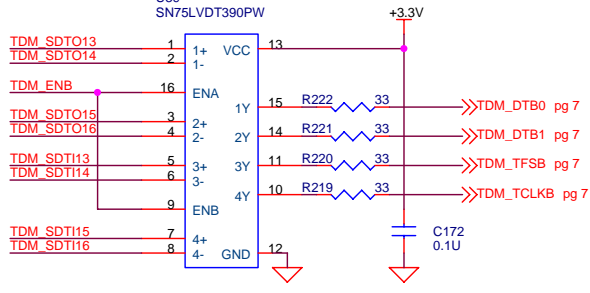 SN75LVDT390PW
+3.3V
TDM_SDTO13 1 1+ VCC 13
TDM_SDTO14 2 1-
TDM_ENB 16 ENA
1Y 15 R222 33 TDM_DTB0 pg 7
TDM_SDTO15 3 2+
TDM_SDTO16 4 2- 2Y 14 R221 33 TDM_DTB1 pg 7
TDM_SDTI13 5 3+ 3Y 11 R220 33 TDM_TFSB pg 7
TDM_SDTI14 6 3-
4Y 10 R219 33 TDM_TCLKB pg 7
9 ENB
C172
0.1U
TDM_SDTI15 7 4+
TDM_SDTI16 8 4- GND 12